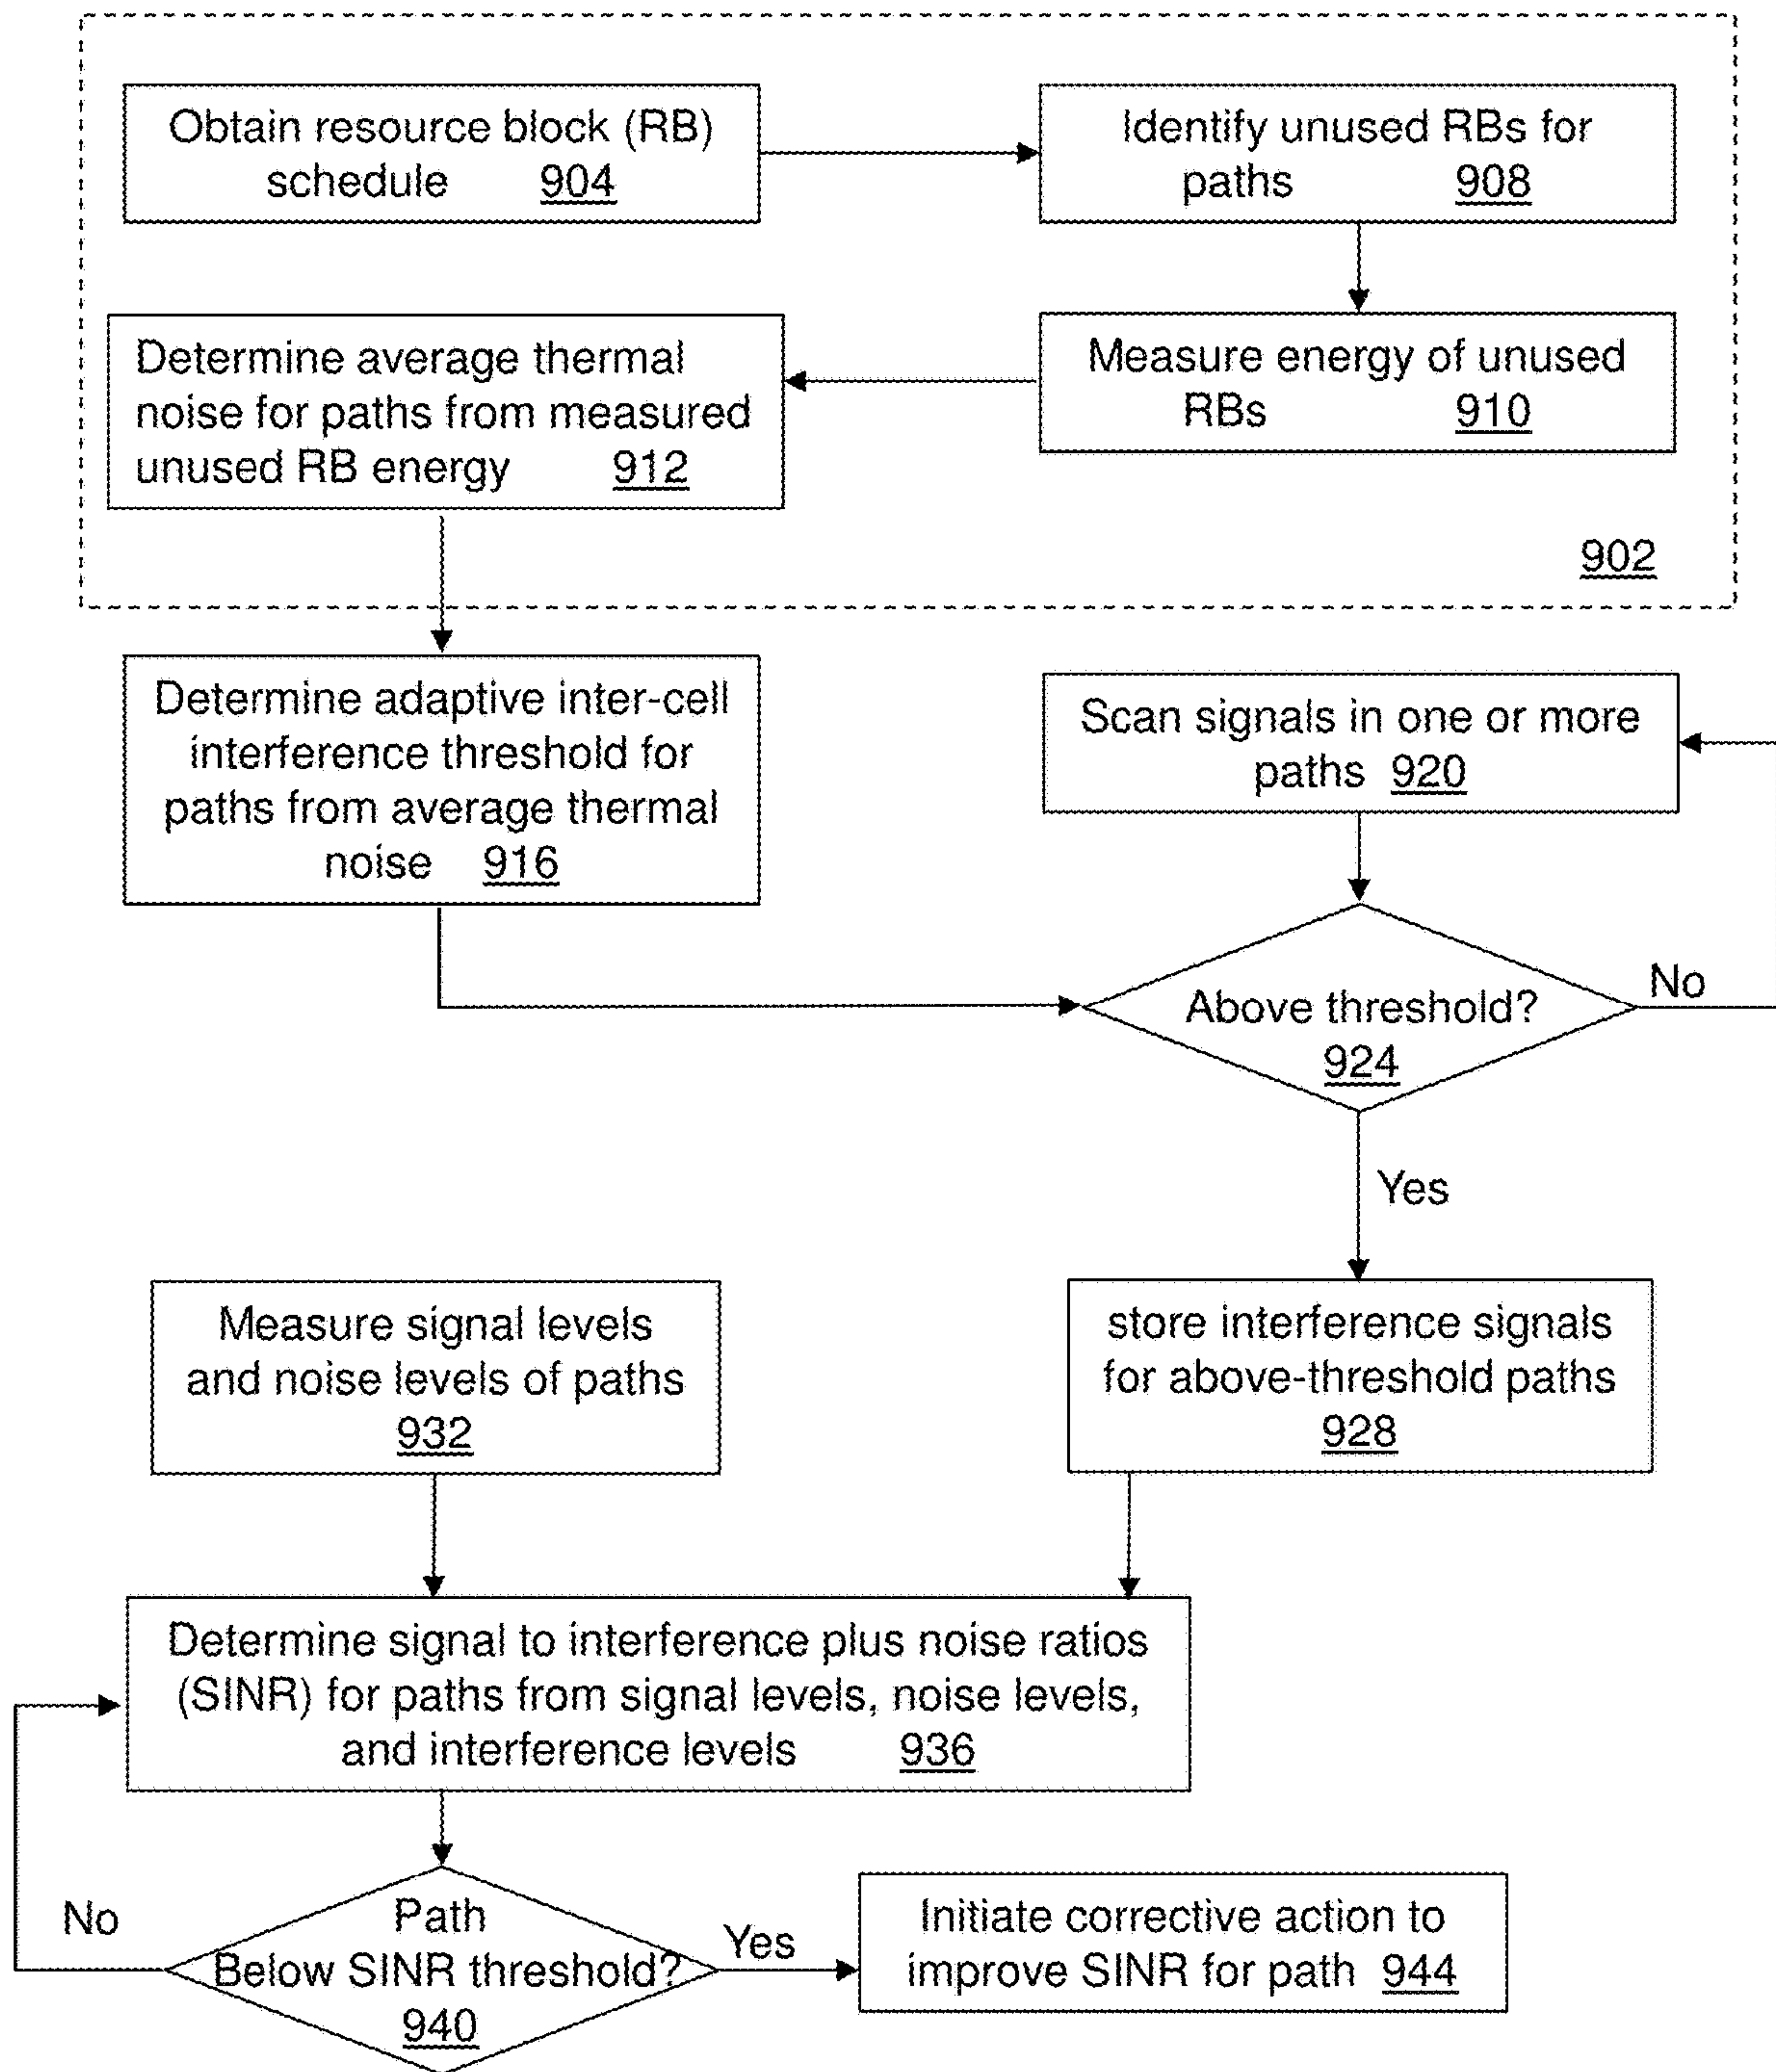 Obtain resource block (RB)
schedule 904
Identify unused RBs for
paths 908
Determine average thermal
noise for paths from measured
unused RB energy 912
Measure energy of unused
RBs 910
902
Determine adaptive inter-cell
interference threshold for
paths from average thermal
noise 916
Scan signals in one or more
paths 920
Above threshold?
924
No
Yes
Measure signal levels
and noise levels of paths
932
store interference signals
for above-threshold paths
928
Determine signal to interference plus noise ratios
(SINR) for paths from signal levels, noise levels,
and interference levels 936
No
Path
Below SINR threshold?
940
Yes
Initiate corrective action to
improve SINR for path 944